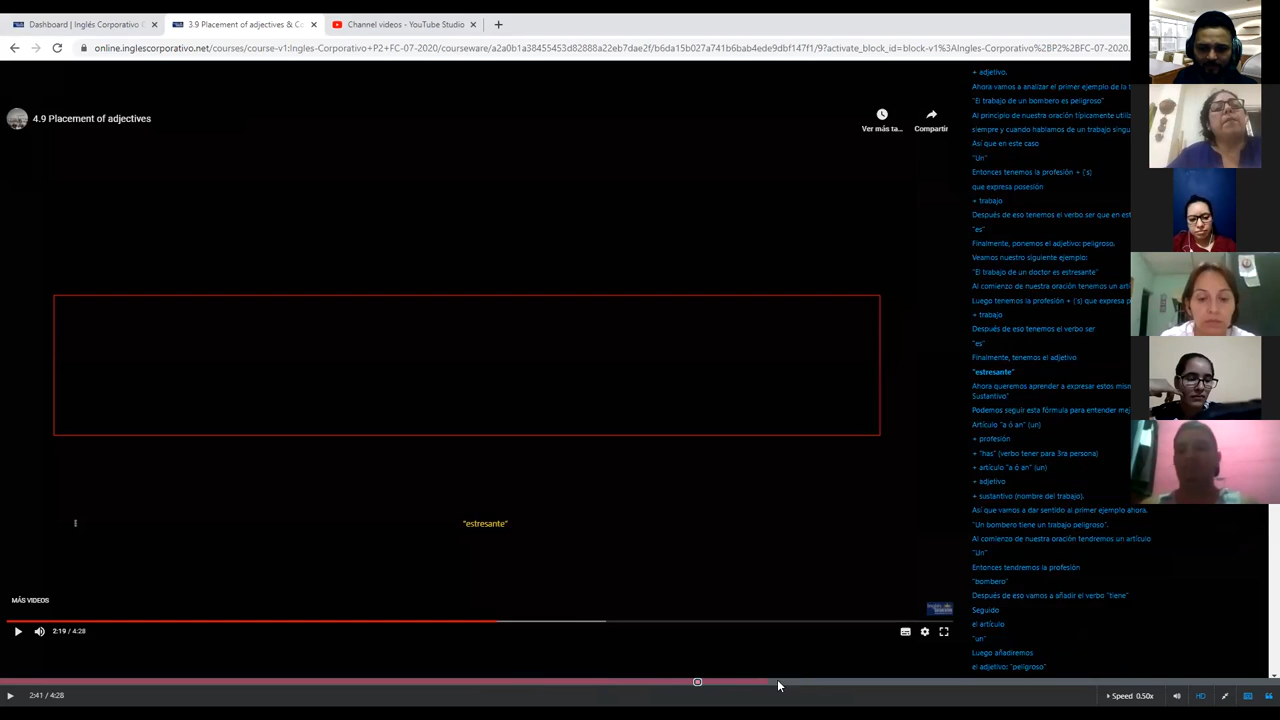 Dashboard | Inglés Corporativo
3.9 Placement of adjectives & Co
Channel videos - YouTube Studio
online.inglescorporativo.net/courses/course-v1:Ingles-Corporativo+P2+FC-07-2020/courseware/a2a0b1a38455453d82888a22eb7dae2f/b6da15b027a741b6bab4ede9dbf147f1/9?activate_block_id=block-v1%3AIngles-Corporativo%2BP2%2BFC-07-2020...
4.9 Placement of adjectives
Ver más ta...
Compartir
"estresante"
MÁS VIDEOS
2:19 / 4:28
+ adjetivo.
Ahora vamos a analizar el primer ejemplo de la
"El trabajo de un bombero es peligroso"
Al principio de nuestra oración típicamente
siempre y cuando hablamos de un trabajo
Así que en este caso
"Un"
Entonces tenemos la profesión + ('s)
que expresa posesión
+ trabajo
Después de eso tenemos el verbo ser que en
"es"
Finalmente, ponemos el adjetivo: peligroso.
Veamos nuestro siguiente ejemplo:
"El trabajo de un doctor es estresante"
Al comienzo de nuestra oración tenemos un
Luego tenemos la profesión + ('s) que expresa
+ trabajo
Después de eso tenemos el verbo ser
"es"
Finalmente, tenemos el adjetivo
"estresante"
Ahora queremos aprender a expresar estos
Sustantivo"
Podemos seguir esta fórmula para entender
Artículo "a ó an" (un)
+ profesión
+ "has" (verbo tener para 3ra persona)
+ artículo "a ó an" (un)
+ adjetivo
+ sustantivo (nombre del trabajo).
Así que vamos a dar sentido al primer ejemplo ahora.
"Un bombero tiene un trabajo peligroso".
Al comienzo de nuestra oración tendremos un artículo
"Un"
Entonces tendremos la profesión
"bombero"
Después de eso vamos a añadir el verbo "tiene"
Seguido
el artículo
"un"
Luego añadiremos
el adjetivo: "peligroso"
2:41 / 4:28
Speed 0.50x
HD